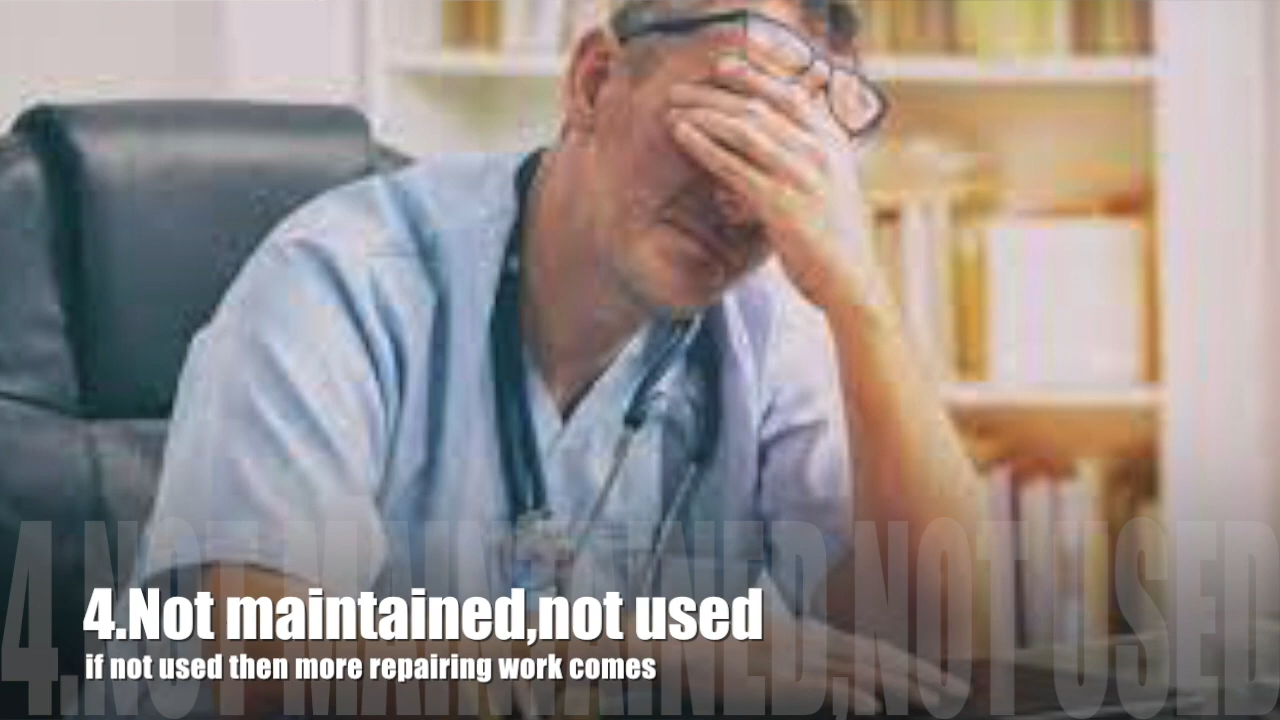 4.Not maintained,not used
if not used then more repairing work comes
4.NOT MAINTAINED,NOT USED